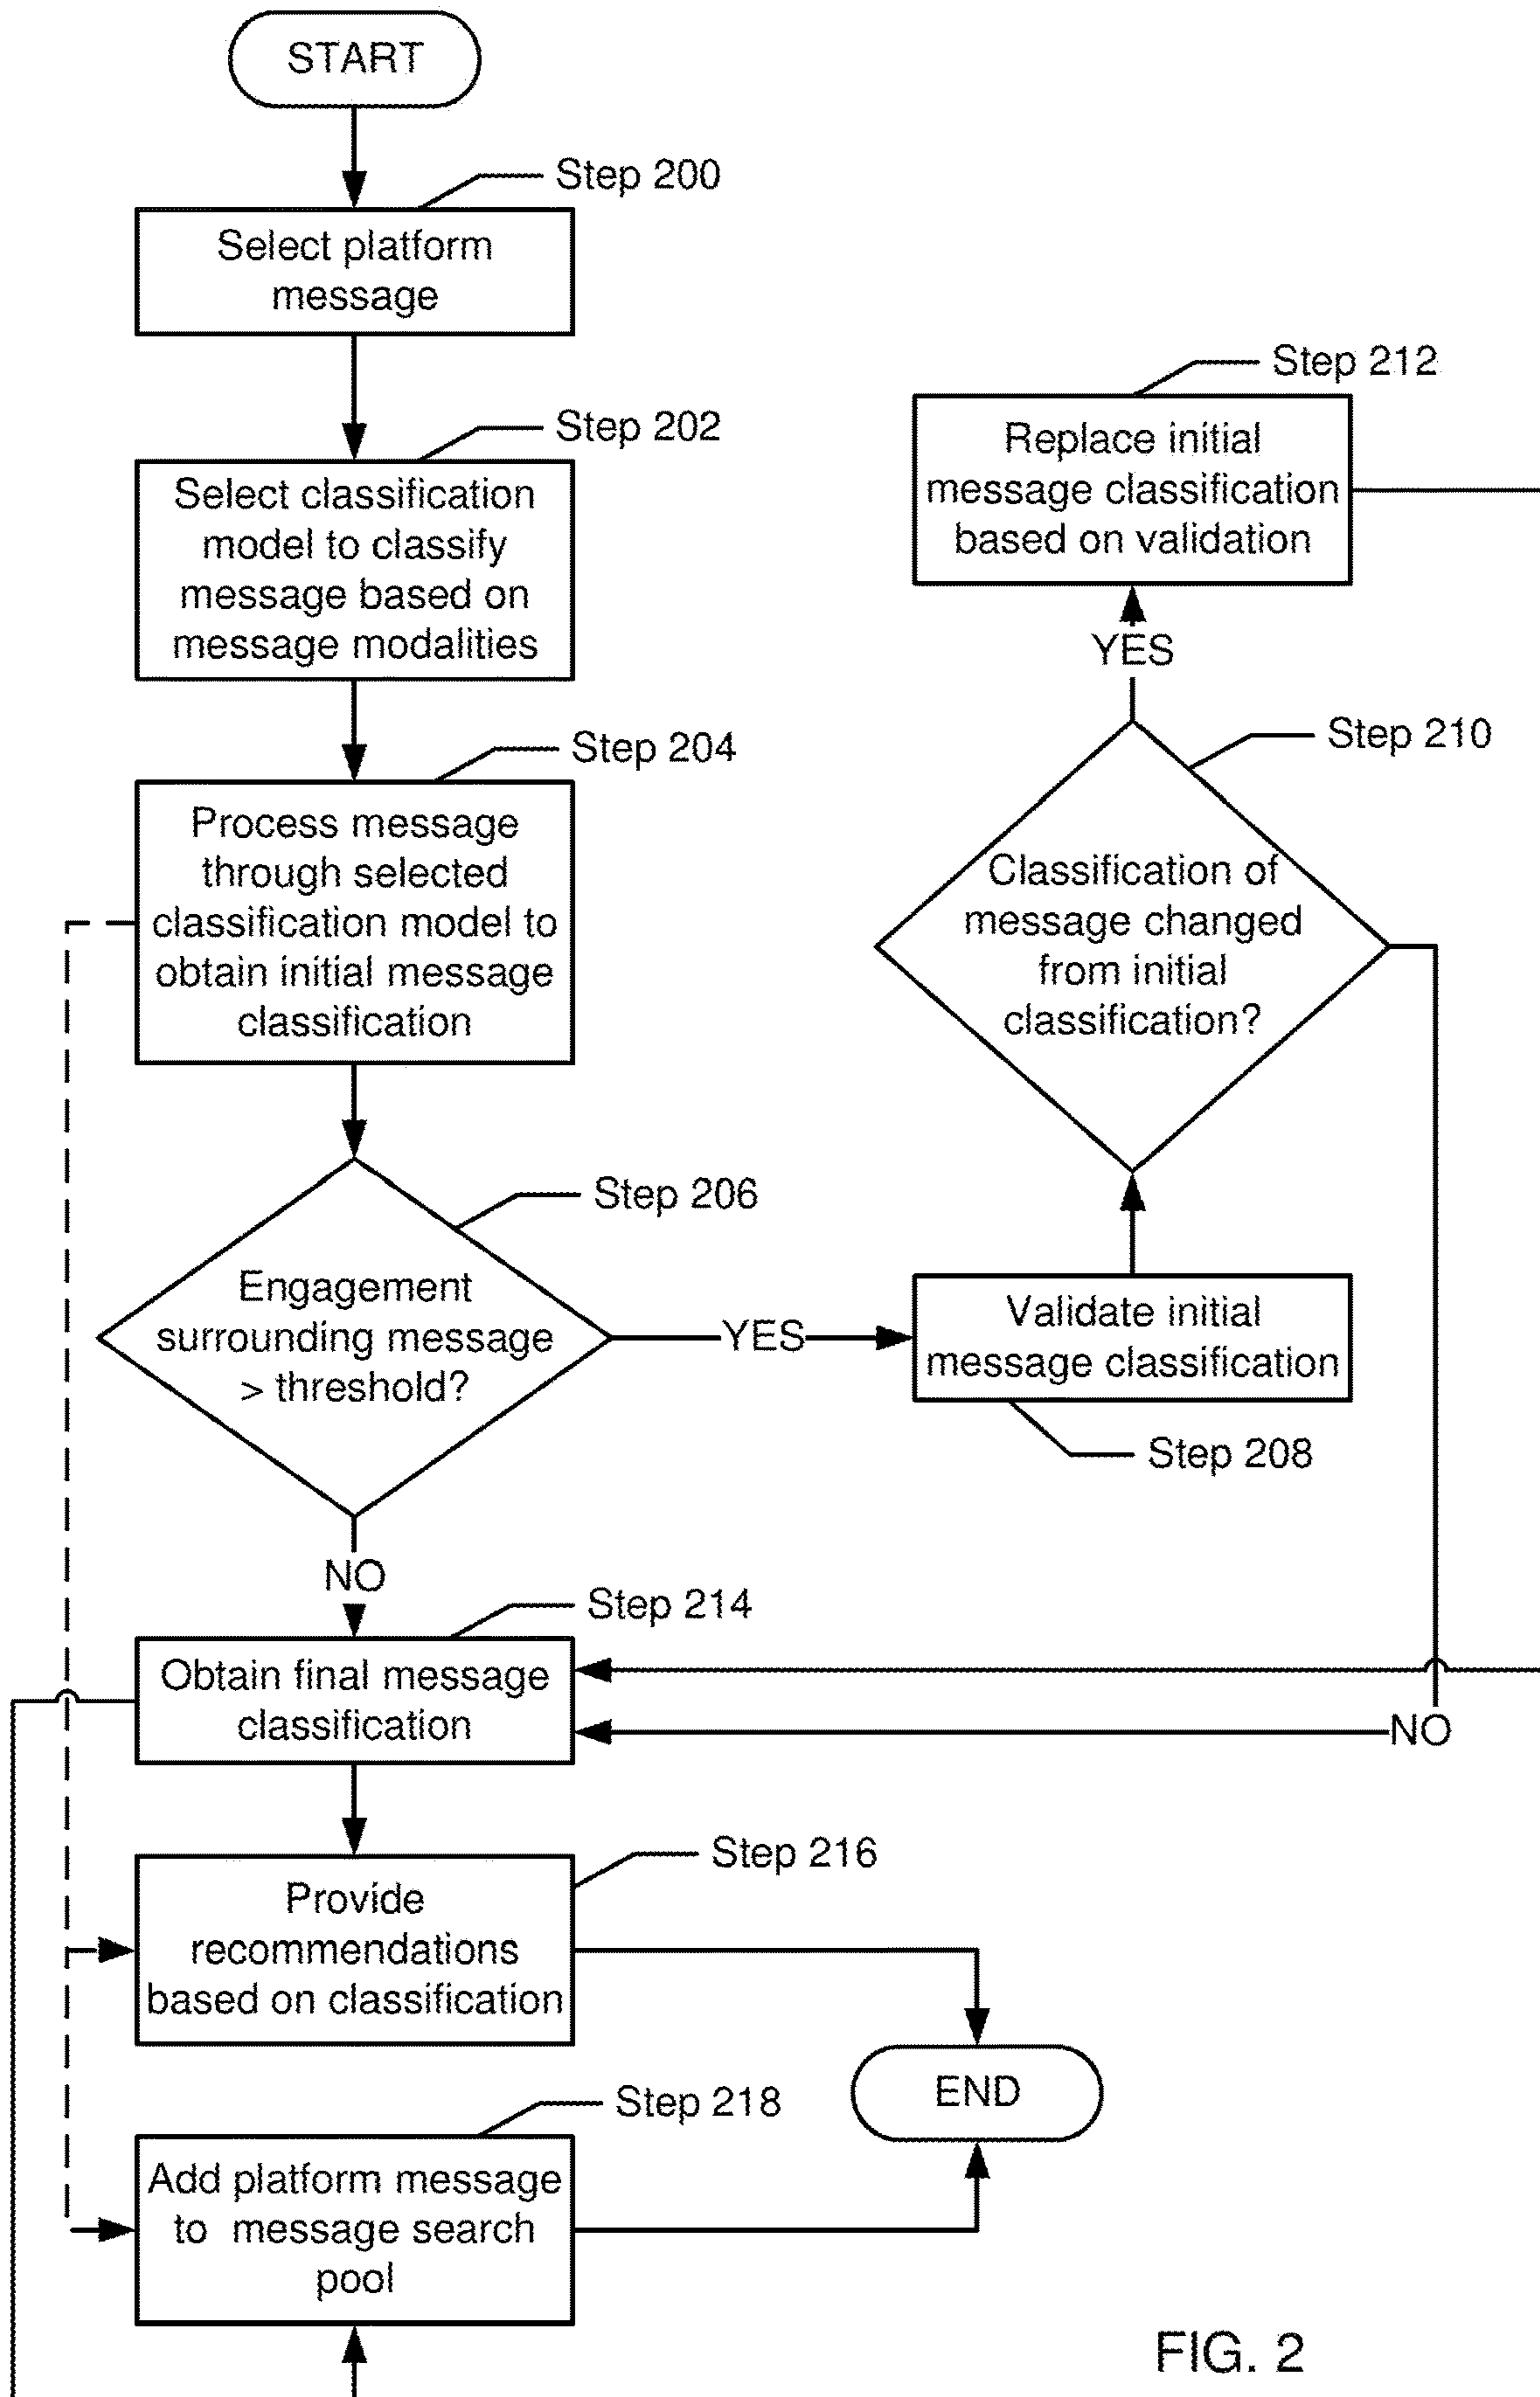 START
Step 200
Select platform
message
Step 202
Select classification
model to classify
message based on
message modalities
Step 204
Process message
through selected
classification model to
obtain initial message
classification
Step 206
Engagement
surrounding message
> threshold?
YES
NO
Validate initial
message classification
Step 208
Step 210
Classification of
message changed
from initial
classification?
YES
NO
Step 212
Replace initial
message classification
based on validation
Step 214
Obtain final message
classification
Step 216
Provide
recommendations
based on classification
Step 218
Add platform message
to message search
pool
END
FIG. 2